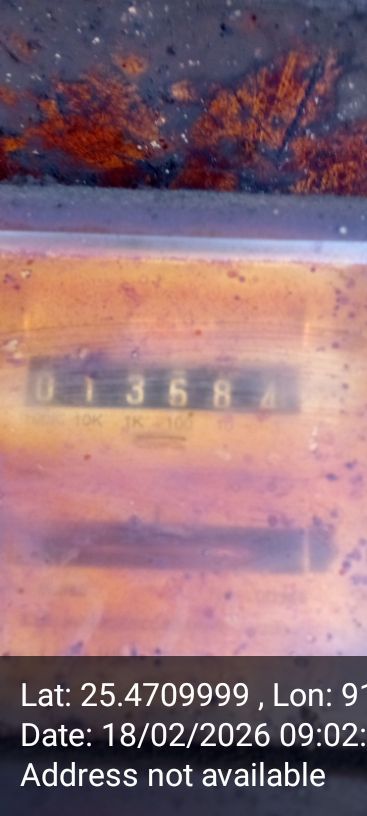 0 1 3 6 8 4
10K 1K 100
Lat: 25.4709999 , Lon: 91
Date: 18/02/2026 09:02:
Address not available